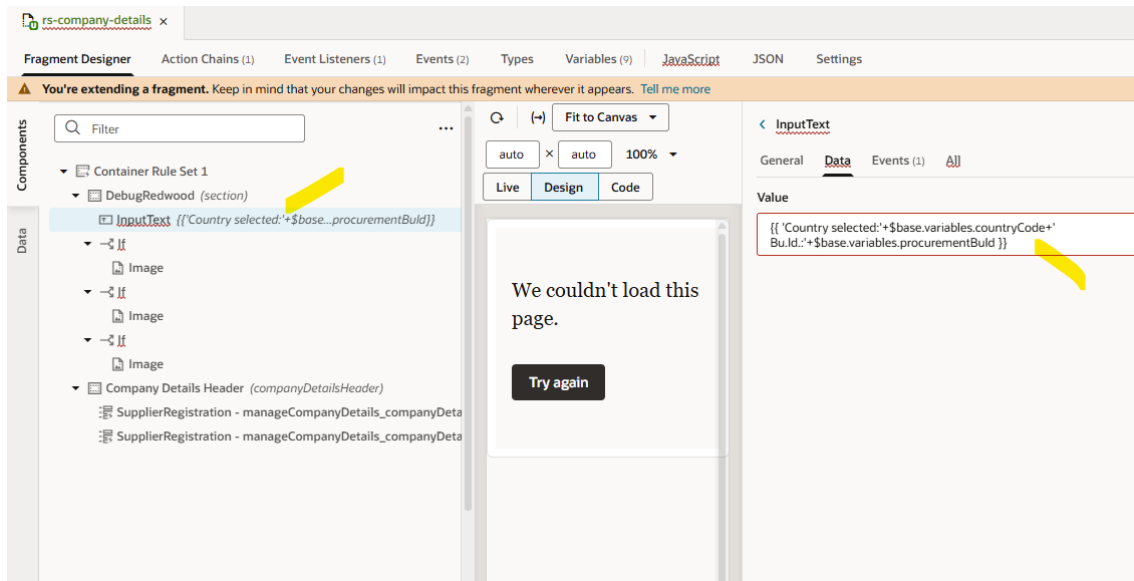 rs-company-details ×
Fragment Designer Action Chains (1) Event Listeners (1) Events (2) Types Variables (9) JavaScript JSON Settings
You're extending a fragment. Keep in mind that your changes will impact this fragment wherever it appears. Tell me more
Components
Data
Filter
Container Rule Set 1
DebugRedwood (section)
InputText {{'Country selected:'+$base...procurementBuId}}
If
Image
If
Image
If
Image
Company Details Header (companyDetailsHeader)
SupplierRegistration - manageCompanyDetails_companyDeta
SupplierRegistration - manageCompanyDetails_companyDeta
Fit to Canvas
auto × auto 100%
Live Design Code
We couldn't load this
page.
Try again
InputText
General Data Events (1) All
Value
{{ 'Country selected:'+$base.variables.countryCode+'
Bu.Id.:'+$base.variables.procurementBuId }}